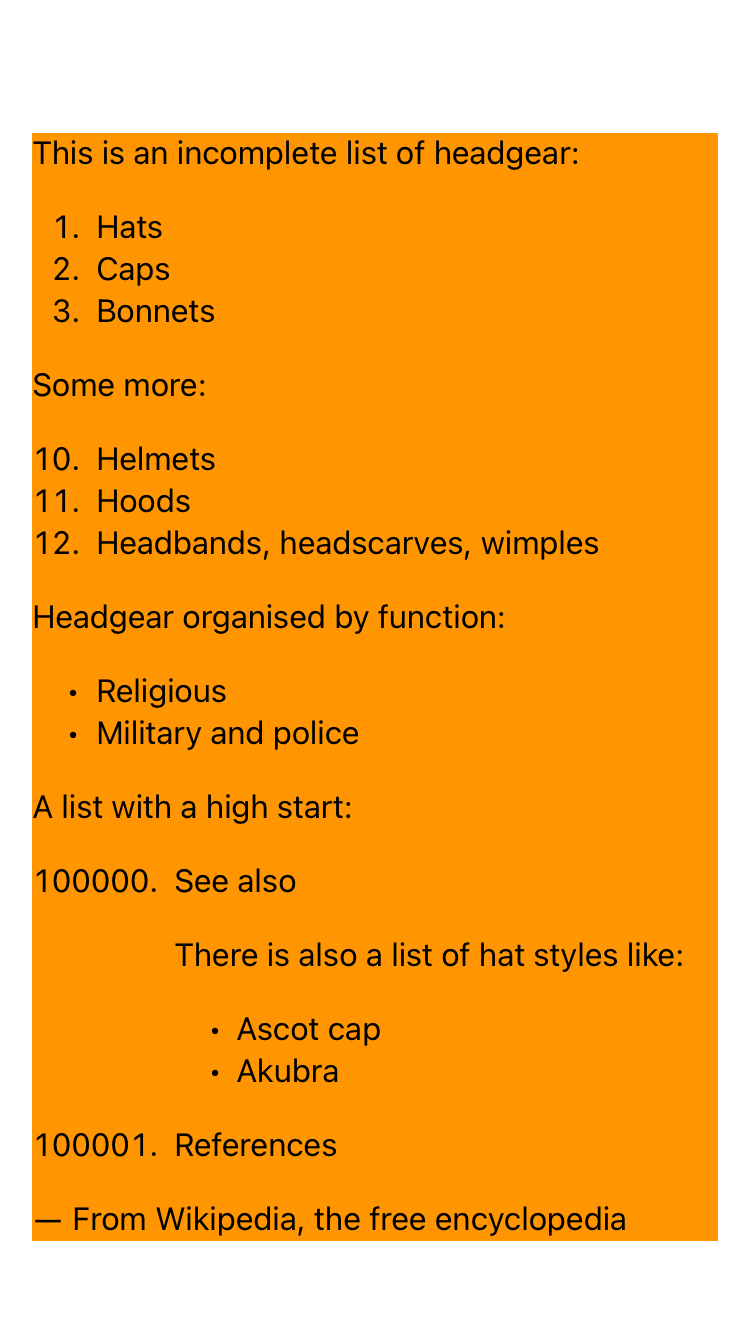 This is an incomplete list of headgear:
1. Hats
2. Caps
3. Bonnets
Some more:
10. Helmets
11. Hoods
12. Headbands, headscarves, wimples
Headgear organised by function:
• Religious
• Military and police
A list with a high start:
100000. See also
There is also a list of hat styles like:
• Ascot cap
• Akubra
100001. References
— From Wikipedia, the free encyclopedia